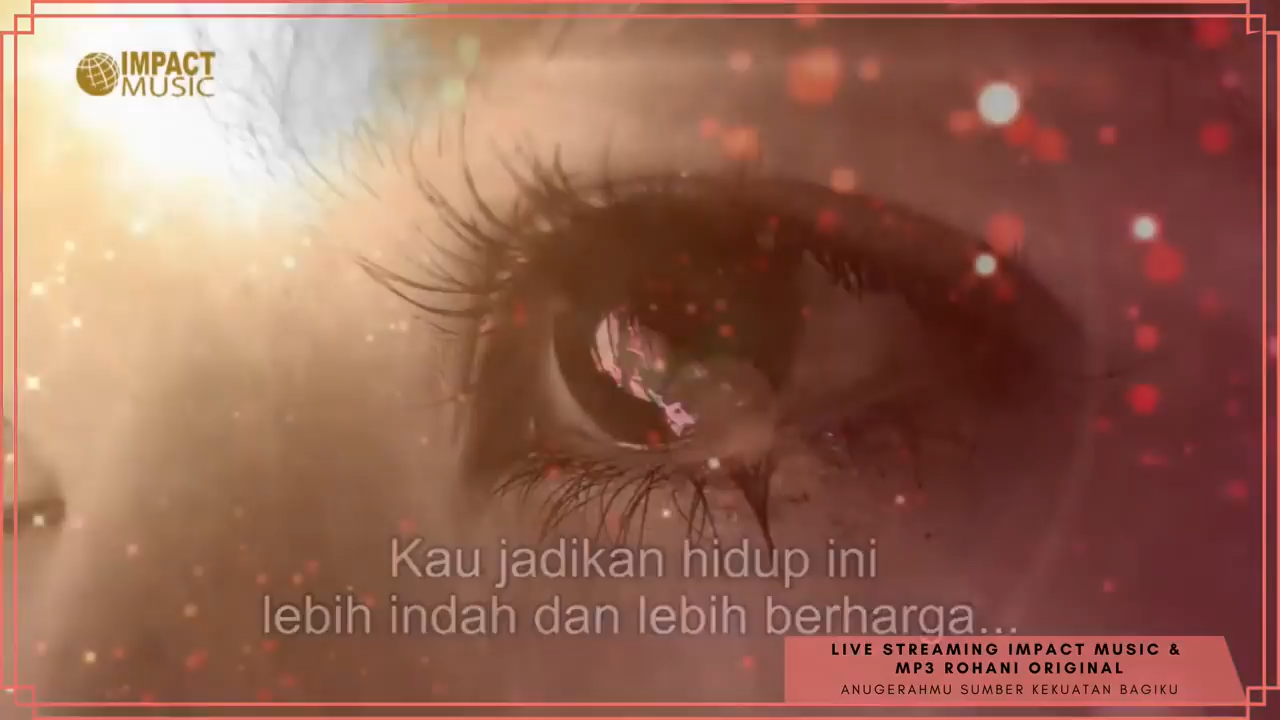 IMPACT
MUSIC
Kau jadikan hidup ini
lebih indah dan lebih berharga...
LIVE STREAMING IMPACT MUSIC &
MP3 ROHANI ORIGINAL
ANUGERAHMU SUMBER KEKUATAN BAGIKU